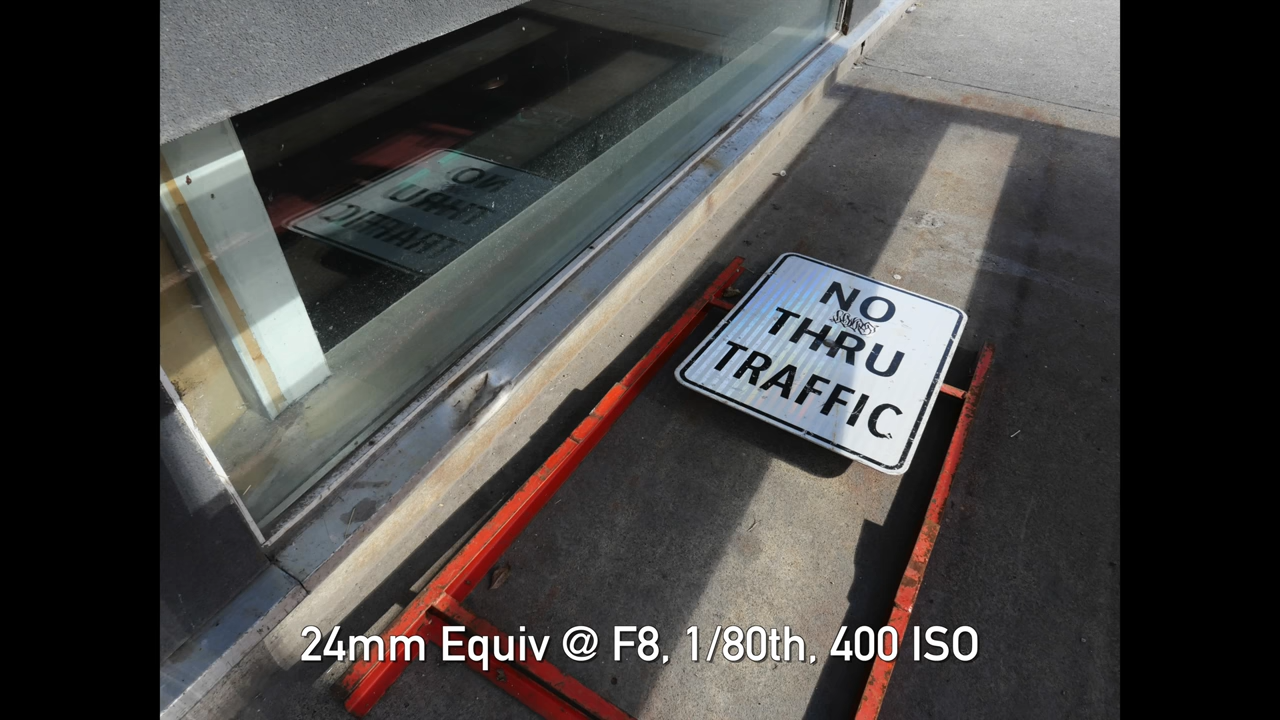 NO
THRU
TRAFFIC
24mm Equiv @ F8, 1/80th, 400 ISO